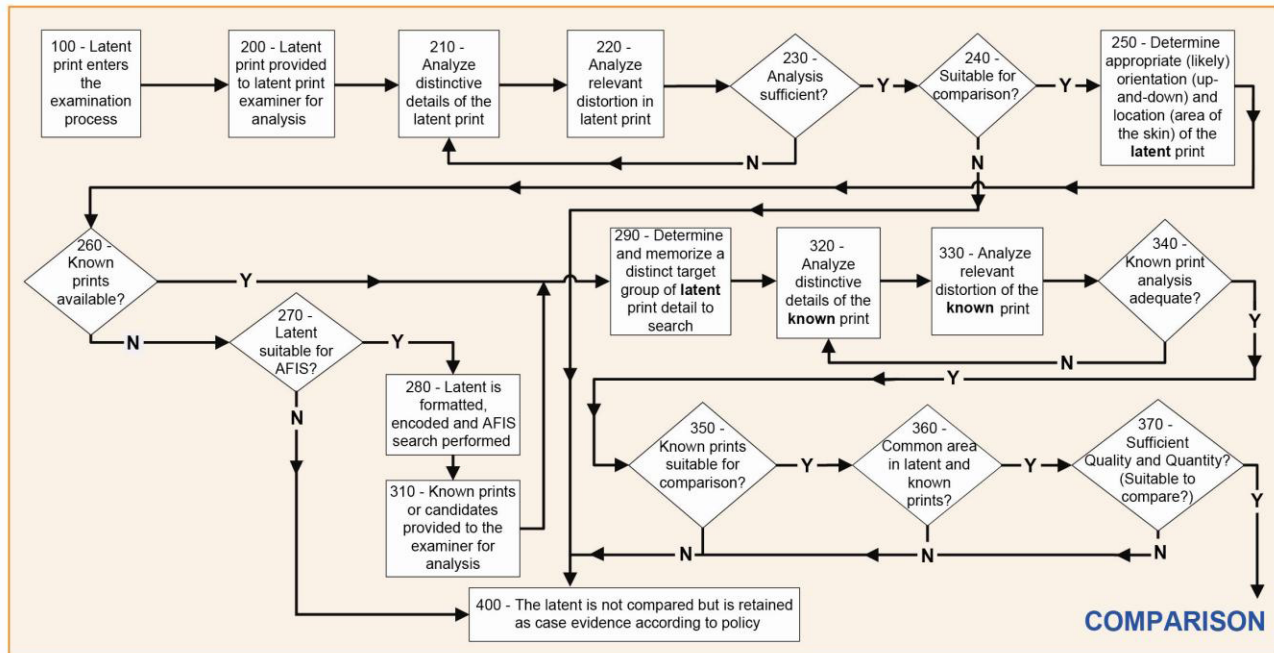 100 - Latent
print enters
the
examination
process
200 - Latent
print provided
to latent print
examiner for
analysis
210 -
Analyze
distinctive
details of the
latent print
220 -
Analyze
relevant
distortion in
latent print
230 -
Analysis
sufficient?
Y
N
240 -
Suitable for
comparison?
Y
N
250 - Determine
appropriate (likely)
orientation (up-
and-down) and
location (area of
the skin) of the
latent print
260 -
Known
prints
available?
Y
N
270 -
Latent
suitable for
AFIS?
Y
N
280 - Latent is
formatted,
encoded and AFIS
search performed
310 - Known prints
or candidates
provided to the
examiner for
analysis
290 - Determine
and memorize a
distinct target
group of latent
print detail to
search
320 -
Analyze
distinctive
details of the
known print
330 - Analyze
relevant
distortion of the
known print
340 -
Known print
analysis
adequate?
Y
N
Y
350 -
Known prints
suitable for
comparison?
Y
N
360 -
Common area
in latent and
known
prints?
Y
N
370 -
Sufficient
Quality and Quantity?
(Suitable to
compare?)
Y
N
400 - The latent is not compared but is retained
as case evidence according to policy
COMPARISON